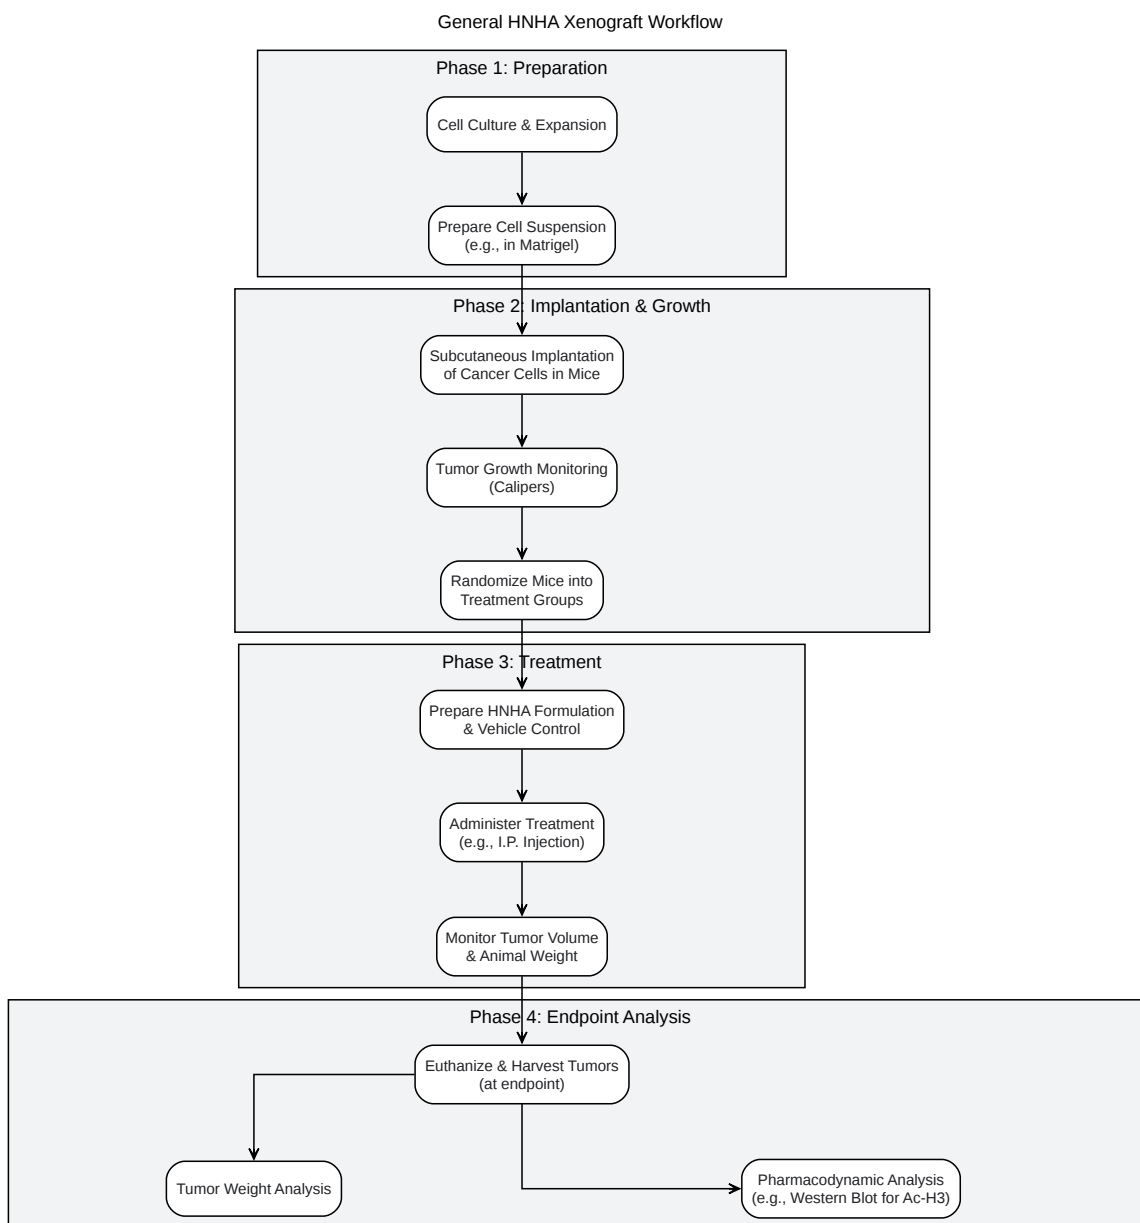 General HNHA Xenograft Workflow
Phase 1: Preparation
Cell Culture & Expansion
Prepare Cell Suspension
(e.g., in Matrigel)
Phase 2: Implantation & Growth
Subcutaneous Implantation
of Cancer Cells in Mice
Tumor Growth Monitoring
(Calipers)
Randomize Mice into
Treatment Groups
Phase 3: Treatment
Prepare HNHA Formulation
& Vehicle Control
Administer Treatment
(e.g., I.P. Injection)
Monitor Tumor Volume
& Animal Weight
Phase 4: Endpoint Analysis
Euthanize & Harvest Tumors
(at endpoint)
Tumor Weight Analysis
Pharmacodynamic Analysis
(e.g., Western Blot for Ac-H3)